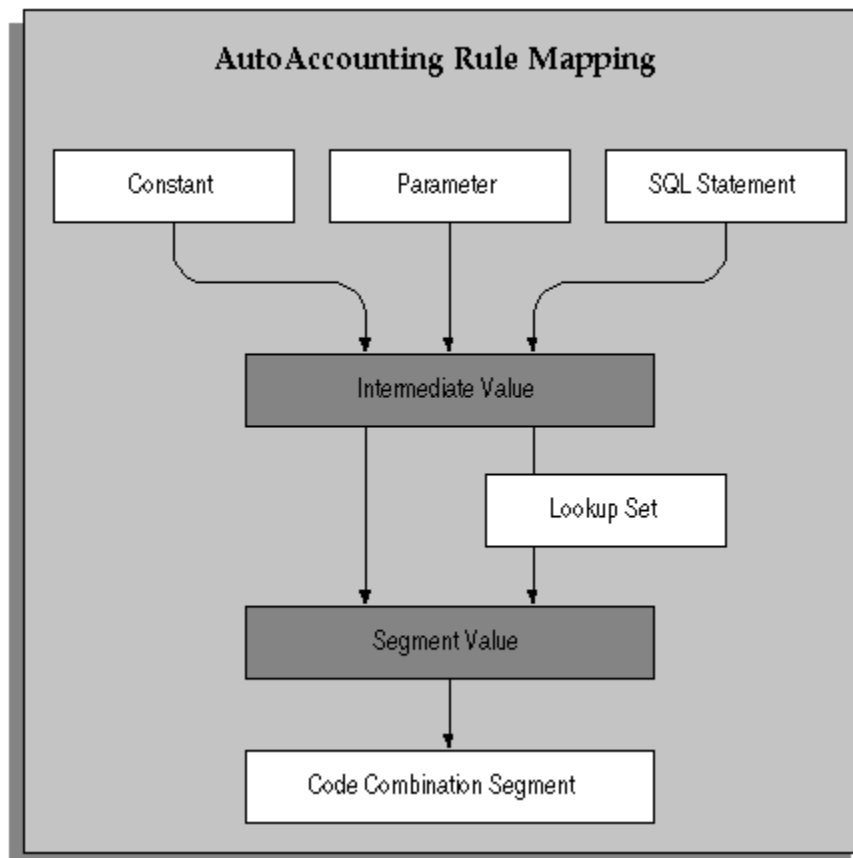 AutoAccounting Rule Mapping
Constant
Parameter
SQL Statement
Intermediate Value
Lookup Set
Segment Value
Code Combination Segment